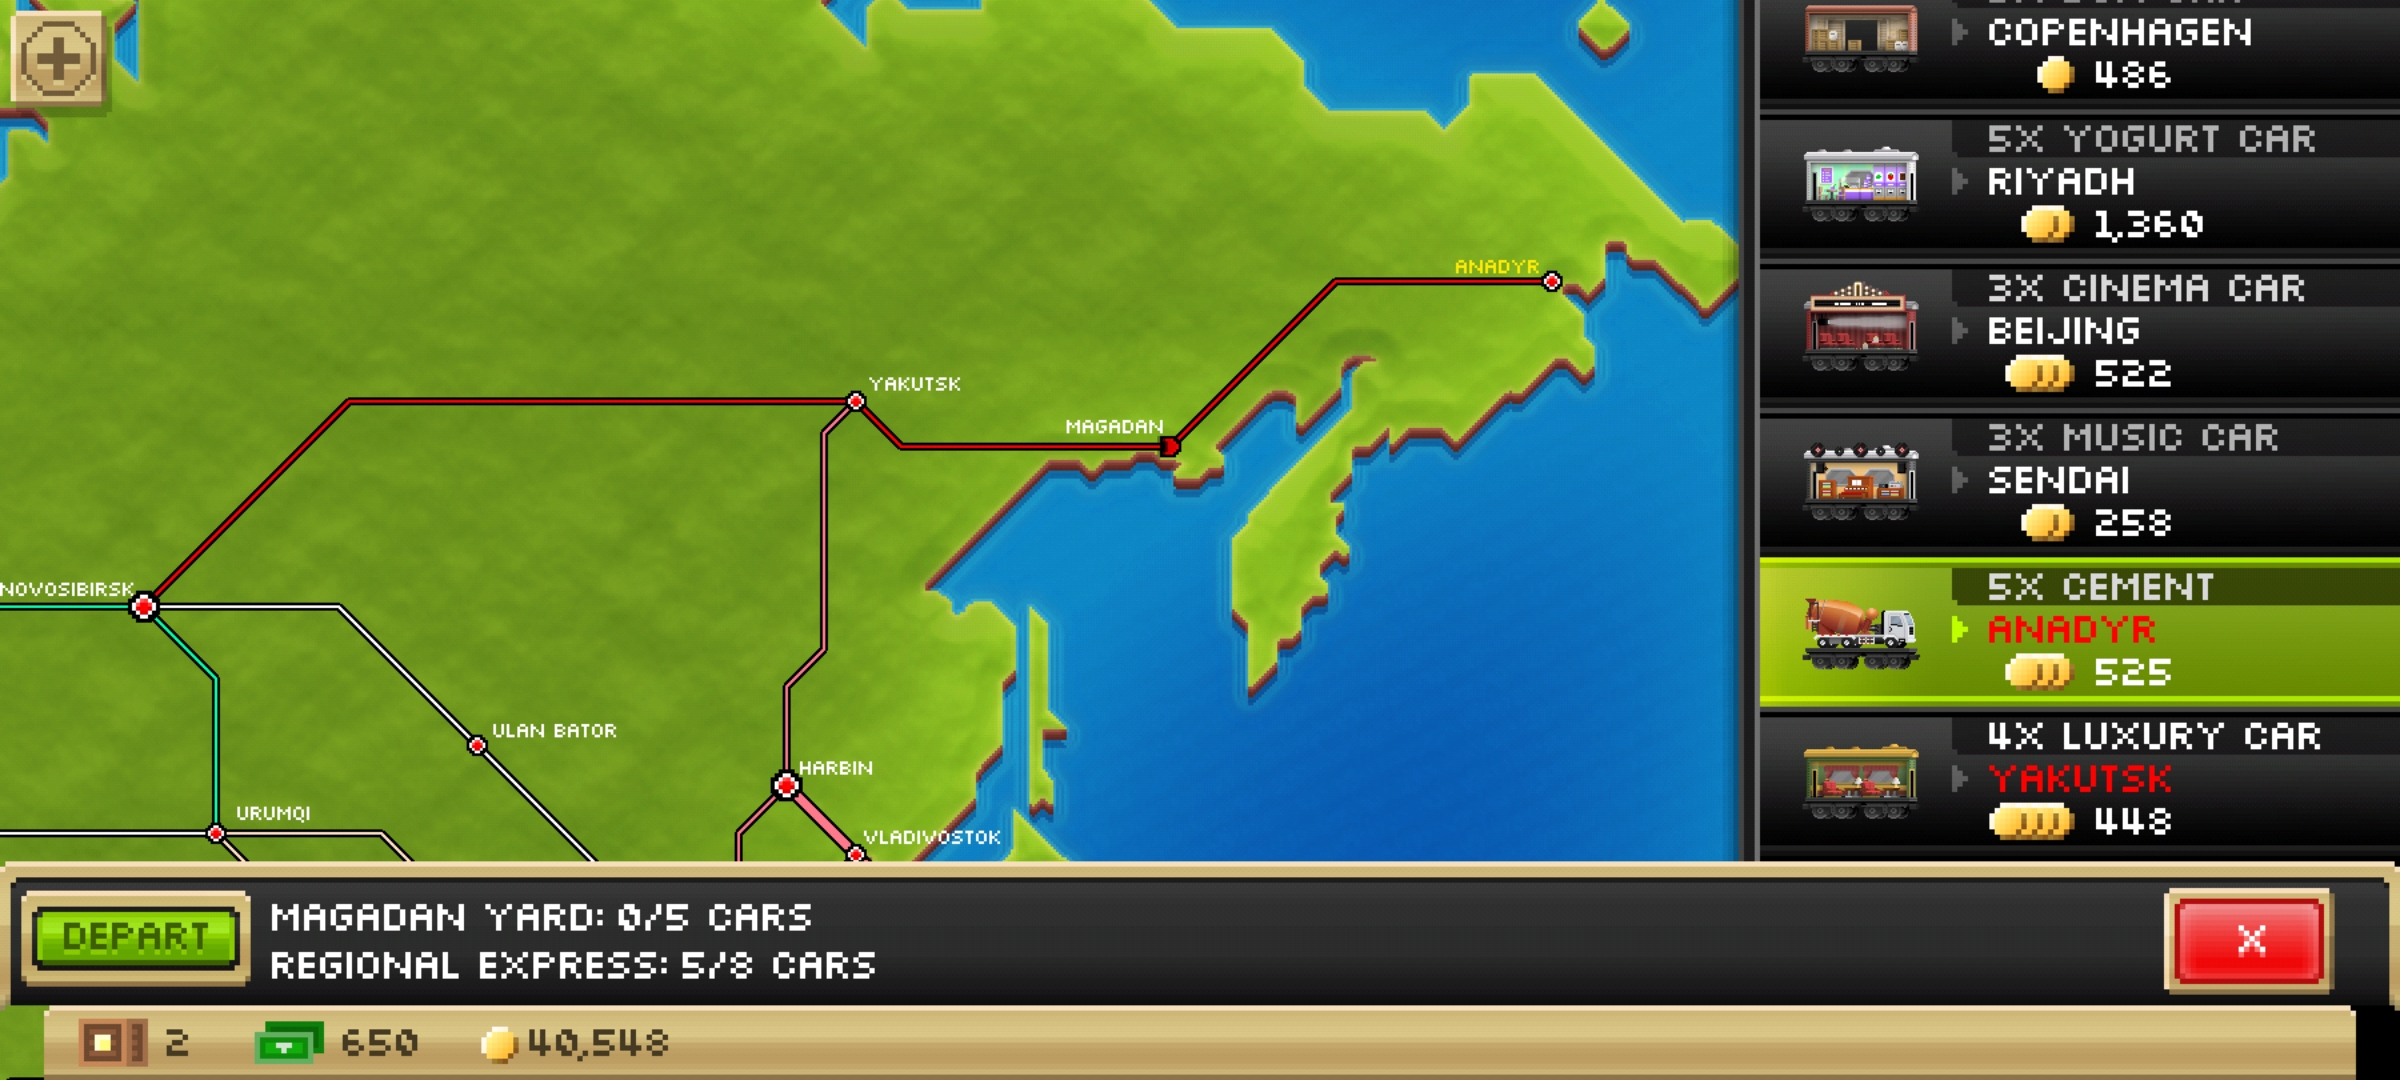 COPENHAGEN
486
5X YOGURT CAR
RIYADH
1,360
3X CINEMA CAR
BEIJING
522
3X MUSIC CAR
SENDAI
258
5X CEMENT
ANADYR
525
4X LUXURY CAR
YAKUTSK
448
ANADYR
YAKUTSK
MAGADAN
NOVOSIBIRSK
ULAN BATOR
HARBIN
URUMQI
VLADIVOSTOK
DEPART
MAGADAN YARD: 0/5 CARS
REGIONAL EXPRESS: 5/8 CARS
X
2
650
40,548